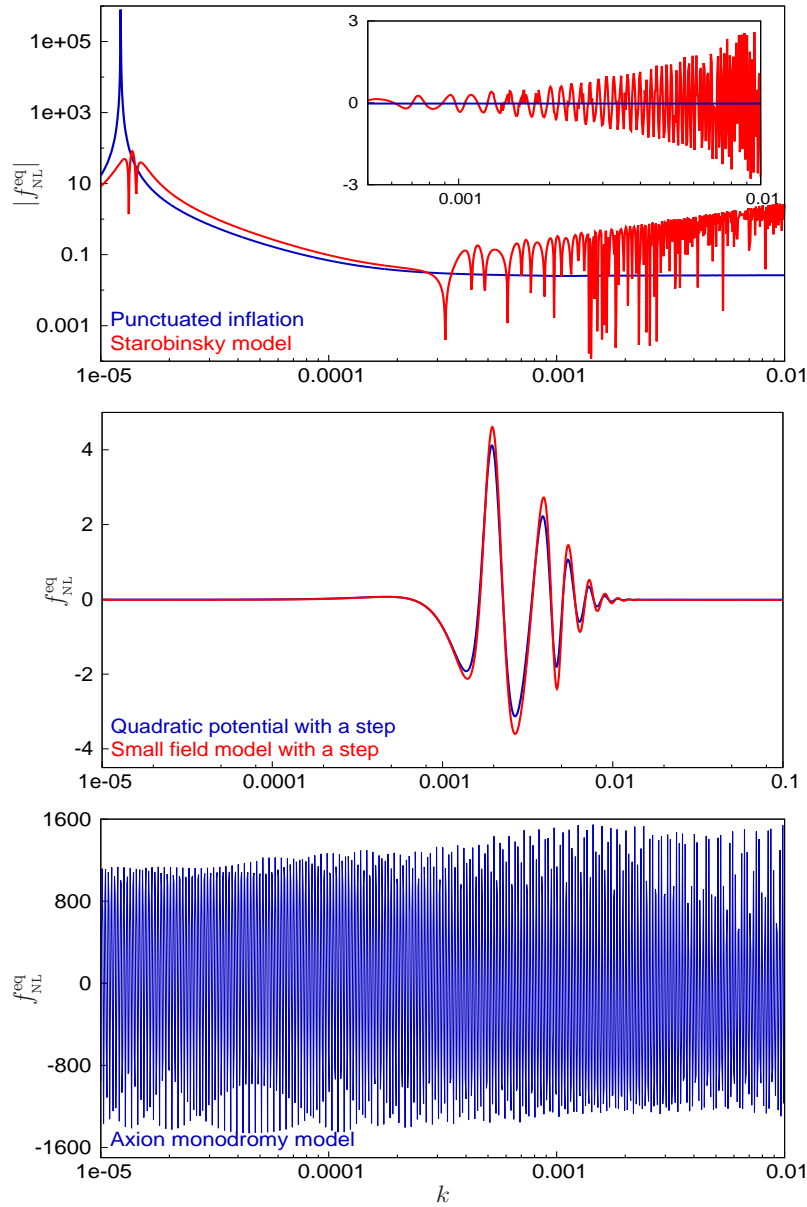 1e+05
1e+03
10
0.1
0.001
|f_NL^eq|
3
0
-3
0.001
0.01
Punctuated inflation
Starobinsky model
1e-05
0.0001
0.001
0.01
4
2
0
-2
-4
f_NL^eq
Quadratic potential with a step
Small field model with a step
1e-05
0.0001
0.001
0.01
0.1
1600
800
0
-800
-1600
f_NL^eq
Axion monodromy model
1e-05
0.0001
0.001
0.01
k